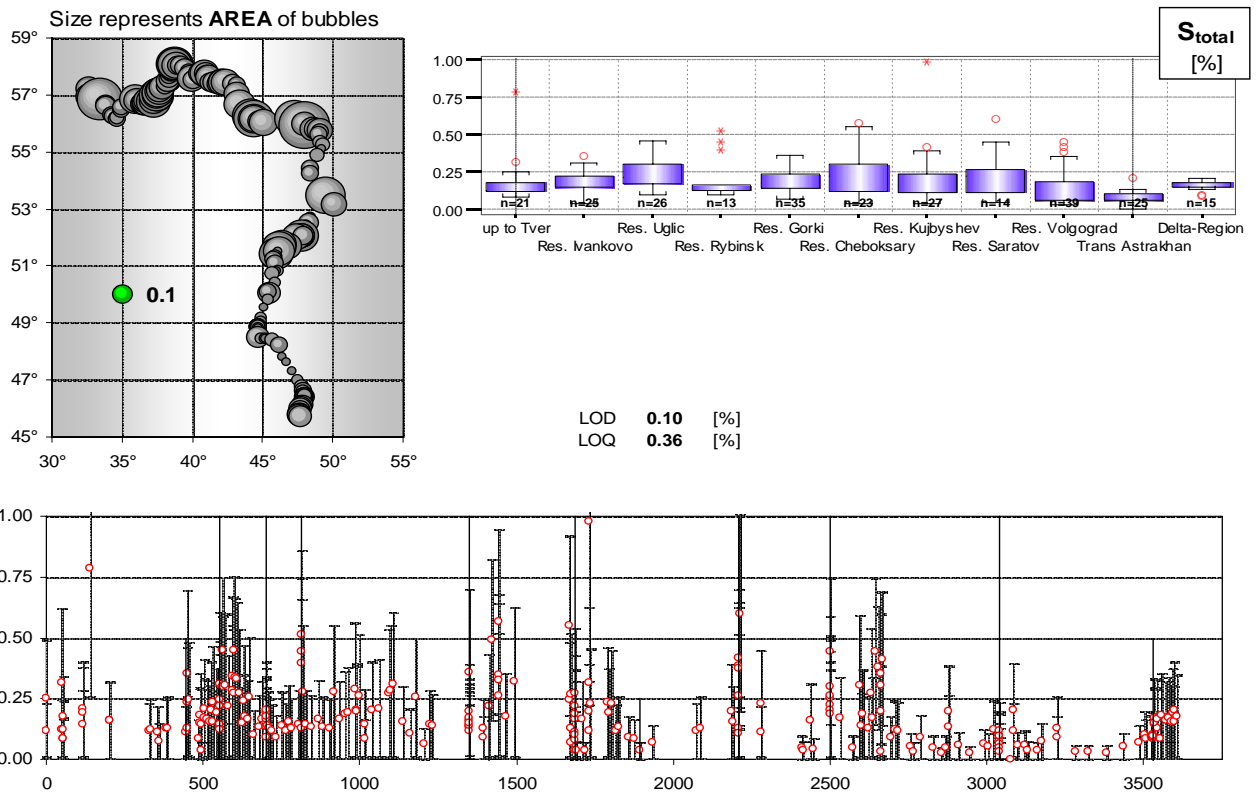 Size represents AREA of bubbles
59°
57°
55°
53°
51°
49°
47°
45°
30° 35° 40° 45° 50° 55°
0.1
S total
[%]
1.00
0.75
0.50
0.25
0.00
n=21 n=25 n=26 n=13 n=35 n=23 n=27 n=14 n=39 n=25 n=15
up to Tver Res. Uglic Res. Gorki Res. Kujbyshev Res. Volgograd Delta-Region
Res. Ivankovo Res. Rybinsk Res. Cheboksary Res. Saratov Trans Astrakhan
LOD 0.10 [%]
LOQ 0.36 [%]
1.00
0.75
0.50
0.25
0.00
0 500 1000 1500 2000 2500 3000 3500